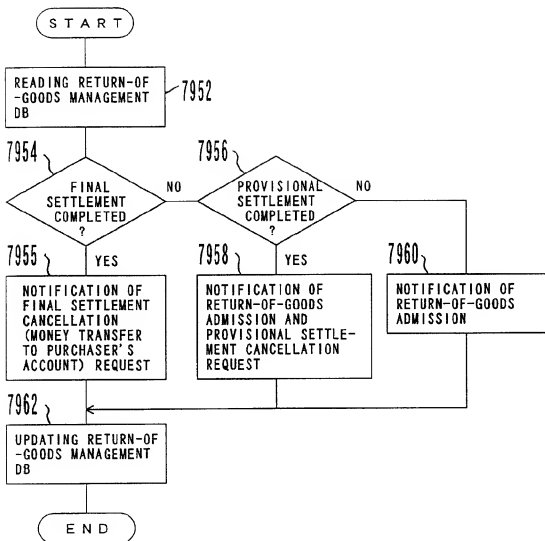 START
READING RETURN-OF
-GOODS MANAGEMENT
DB
7952
7954
FINAL
SETTLEMENT
COMPLETED
?
NO
YES
7956
PROVISIONAL
SETTLEMENT
COMPLETED
?
NO
YES
7955
NOTIFICATION OF
FINAL SETTLEMENT
CANCELLATION
(MONEY TRANSFER
TO PURCHASER'S
ACCOUNT) REQUEST
7958
NOTIFICATION OF
RETURN-OF-GOODS
ADMISSION AND
PROVISIONAL SETTLE-
MENT CANCELLATION
REQUEST
7960
NOTIFICATION OF
RETURN-OF-GOODS
ADMISSION
7962
UPDATING RETURN-OF
-GOODS MANAGEMENT
DB
END